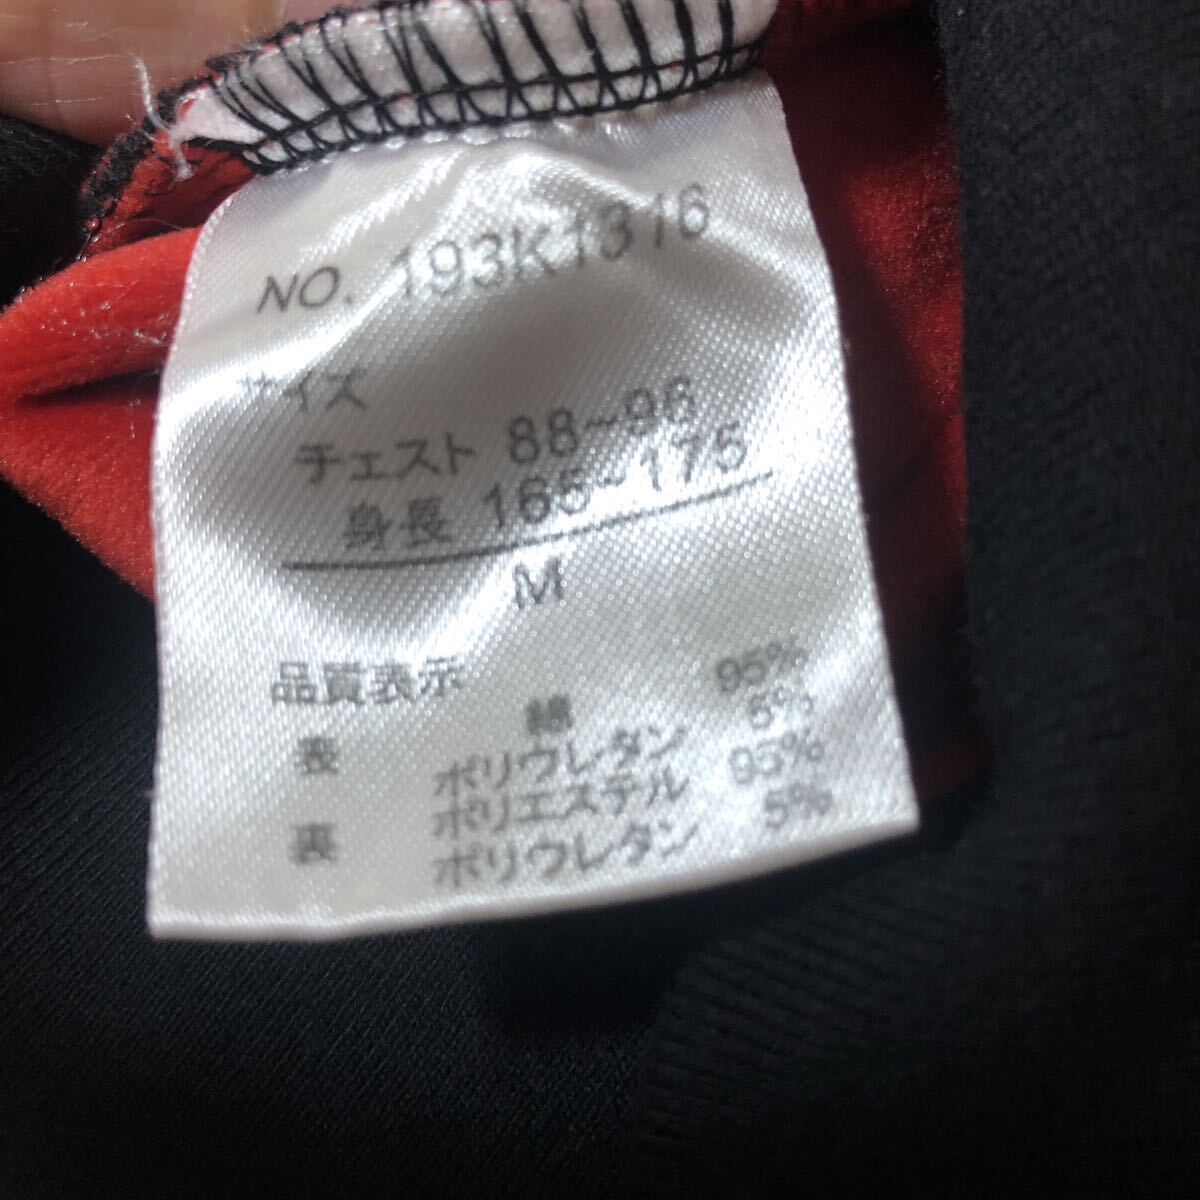 NO. 193K1316
サイズ
チェスト 88~96
身長 165~175
M
品質表示
表 綿 95%
ポリウレタン 5%
裏 ポリエステル 95%
ポリウレタン 5%